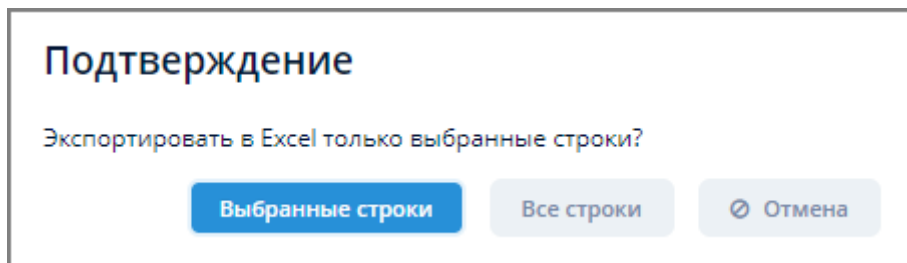 Подтверждение
Экспортировать в Excel только выбранные строки?
Выбранные строки Все строки Отмена